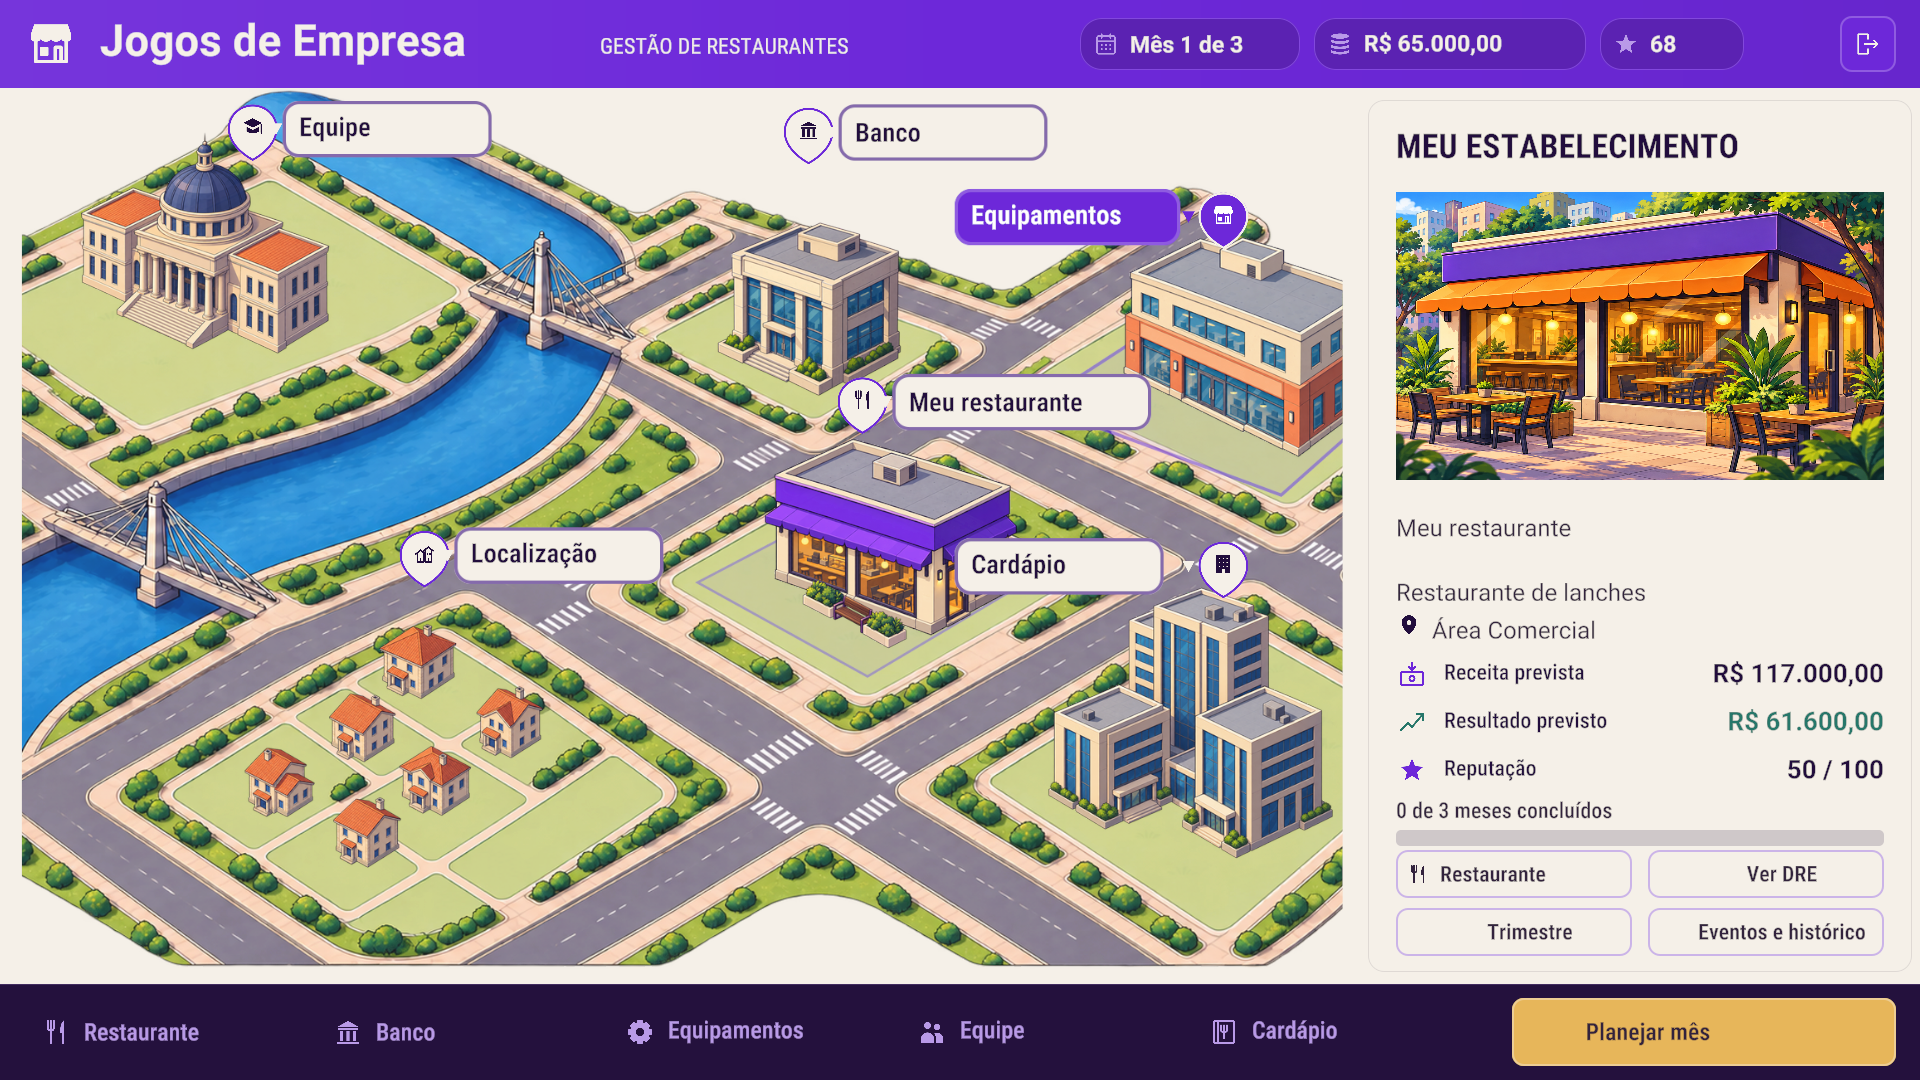 Jogos de Empresa
GESTÃO DE RESTAURANTES
Mês 1 de 3
R$ 65.000,00
68
Equipe
Banco
Equipamentos
Meu restaurante
Localização
Cardápio
MEU ESTABELECIMENTO
Meu restaurante
Restaurante de lanches
Área Comercial
Receita prevista R$ 117.000,00
Resultado previsto R$ 61.600,00
Reputação 50 / 100
0 de 3 meses concluídos
Restaurante
Ver DRE
Trimestre
Eventos e histórico
Restaurante
Banco
Equipamentos
Equipe
Cardápio
Planejar mês